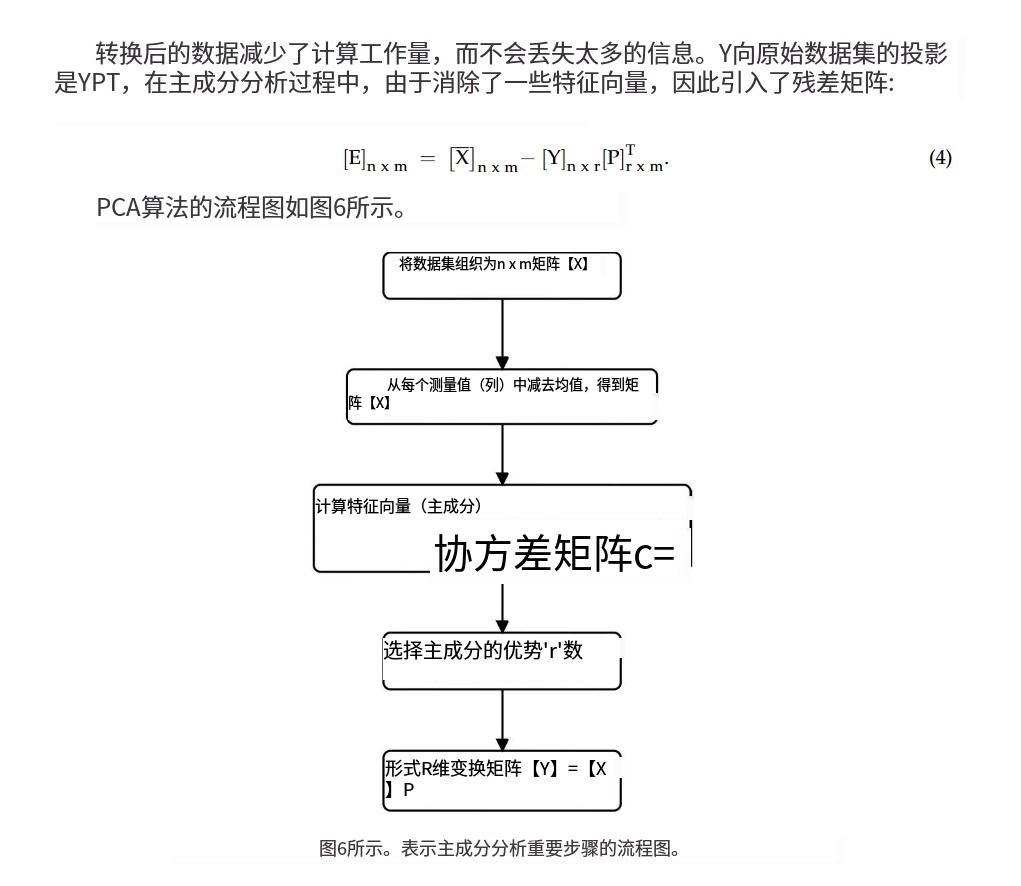 转换后的数据减少了计算工作量，而不会丢失太多的信息。Y向原始数据集的投影
是YPT，在主成分分析过程中，由于消除了一些特征向量，因此引入了残差矩阵:
[E]n x m = [X̅]n x m − [Y]n x r[P]Tr x m. (4)
PCA算法的流程图如图6所示。
将数据集组织为n x m矩阵【X】
从每个测量值（列）中减去均值，得到矩
阵【X】
计算特征向量（主成分）
协方差矩阵c=
选择主成分的优势'r'数
形式R维变换矩阵【Y】=【X
】P
图6所示。表示主成分分析重要步骤的流程图。